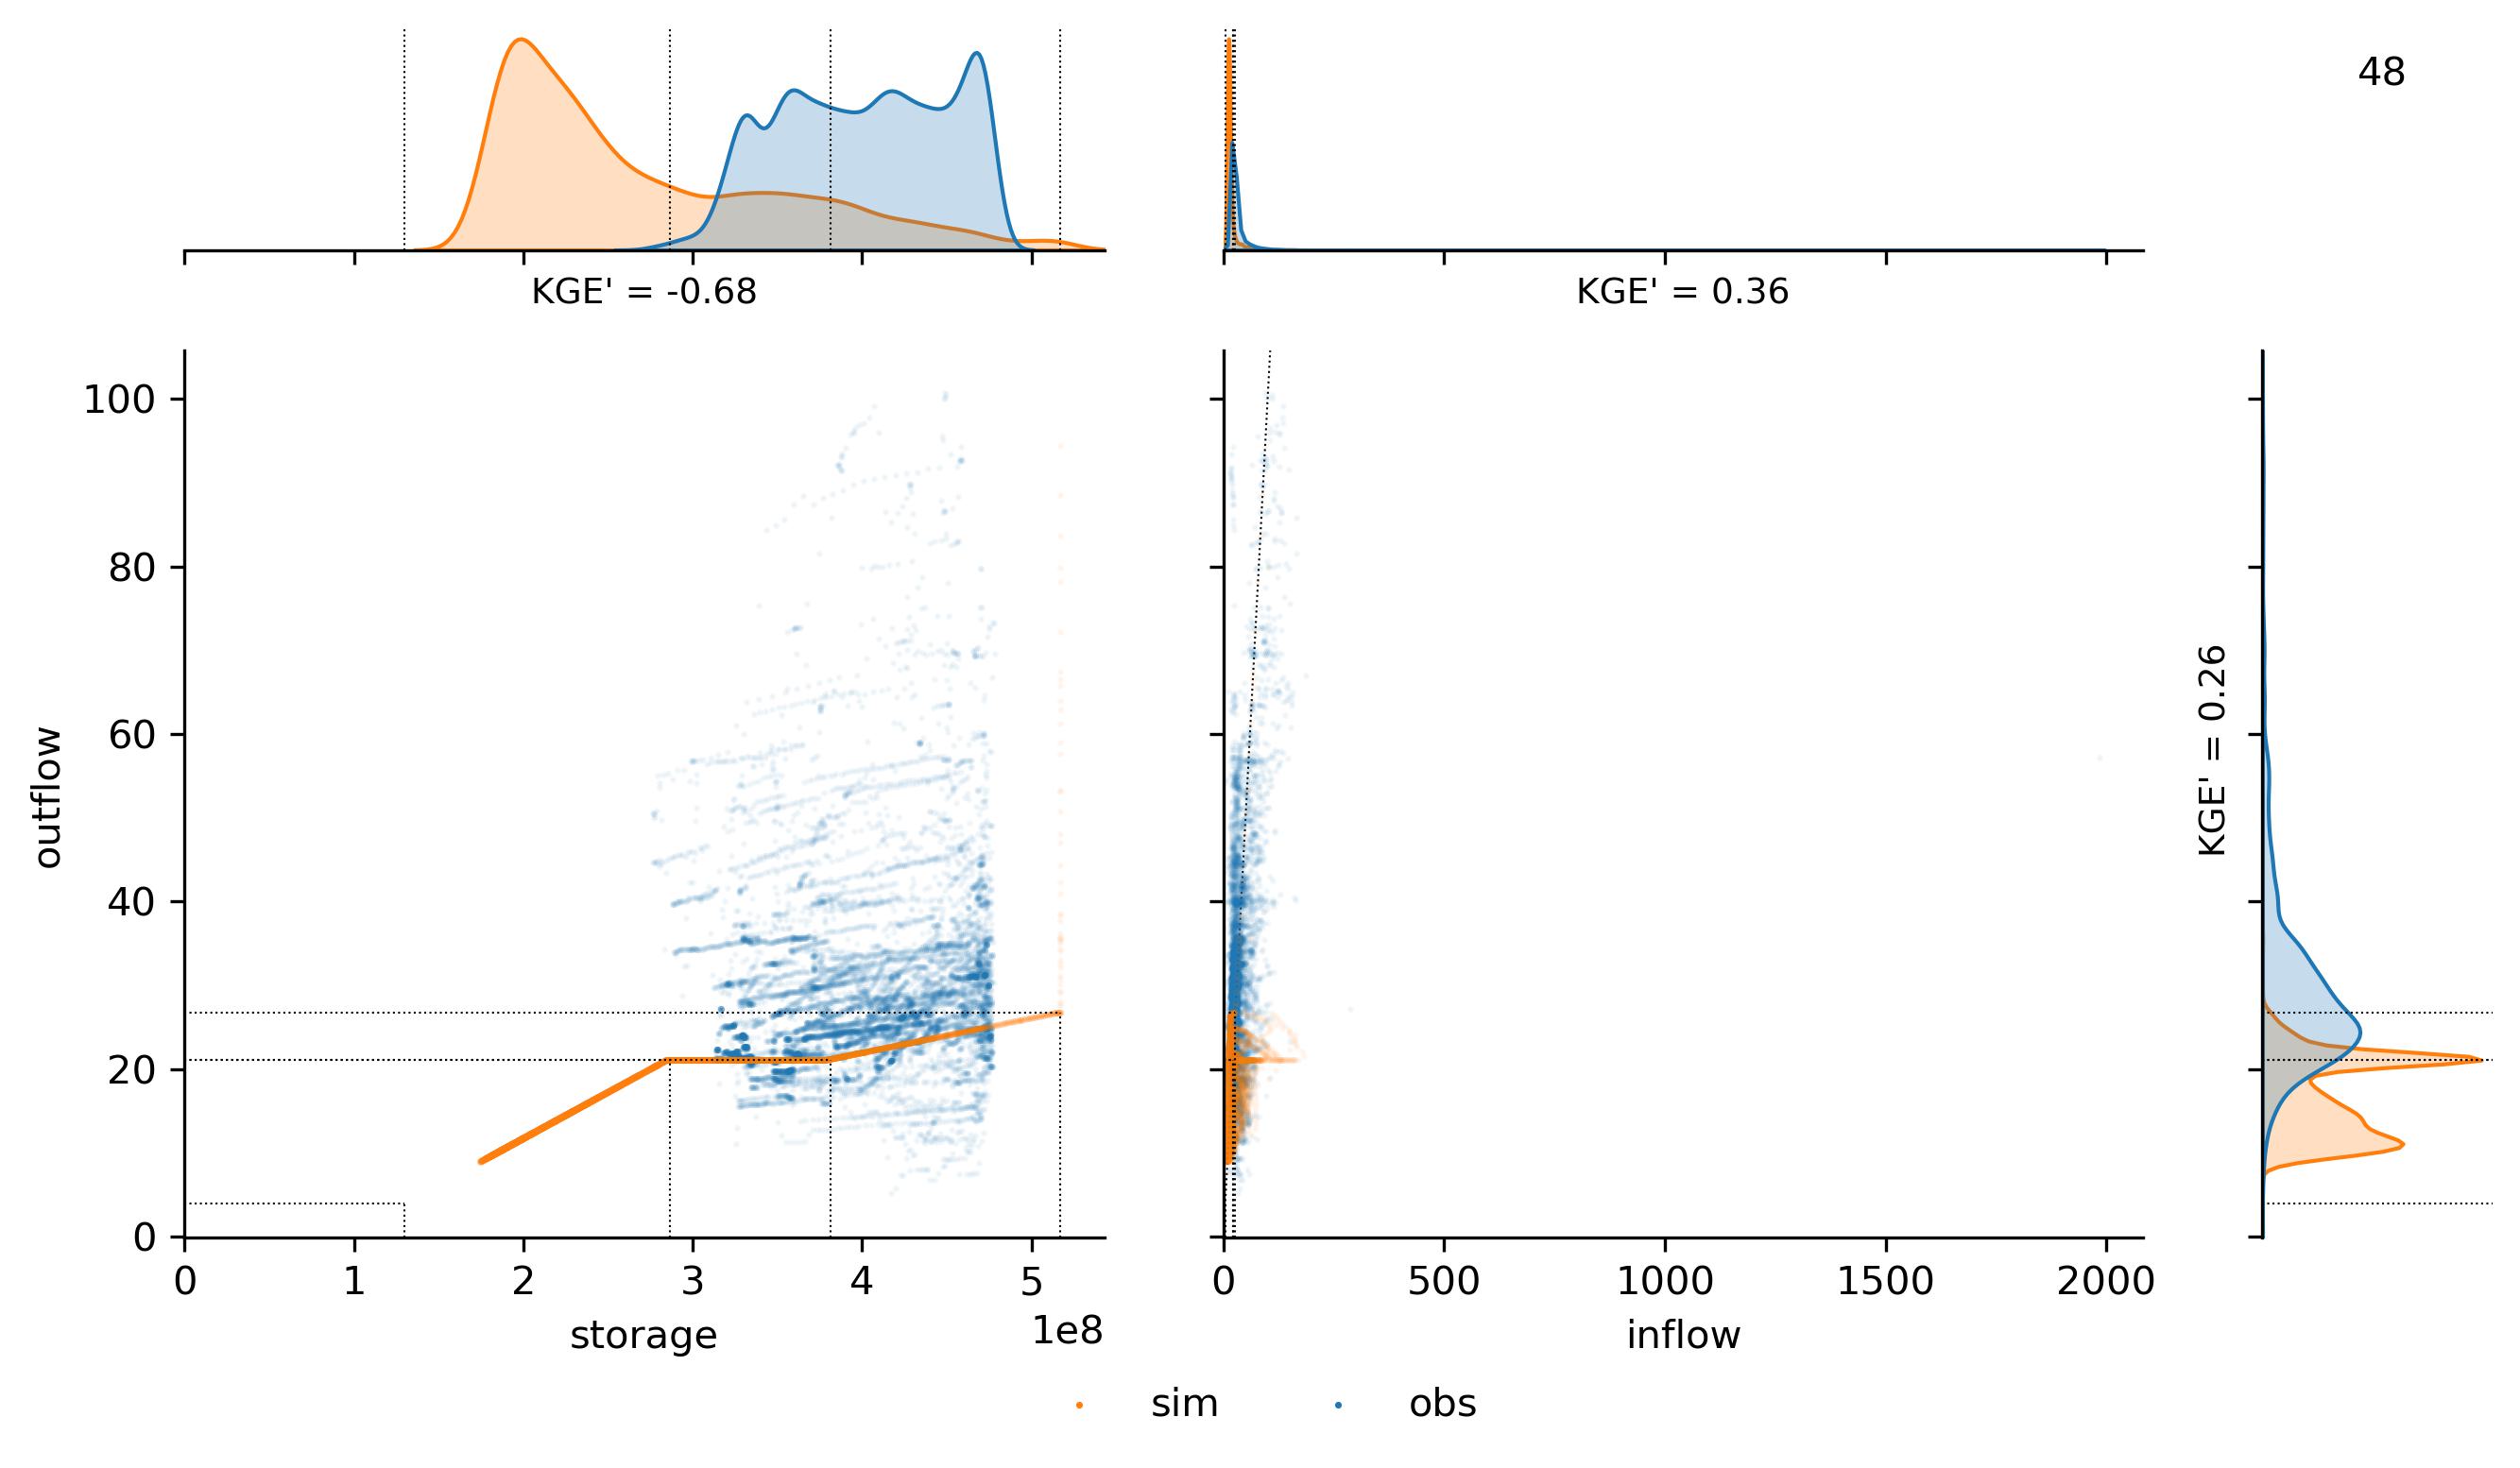 48
KGE' = -0.68
KGE' = 0.36
100
80
60
40
20
0
outflow
KGE' = 0.26
0 1 2 3 4 5
1e8
storage
0 500 1000 1500 2000
inflow
sim obs